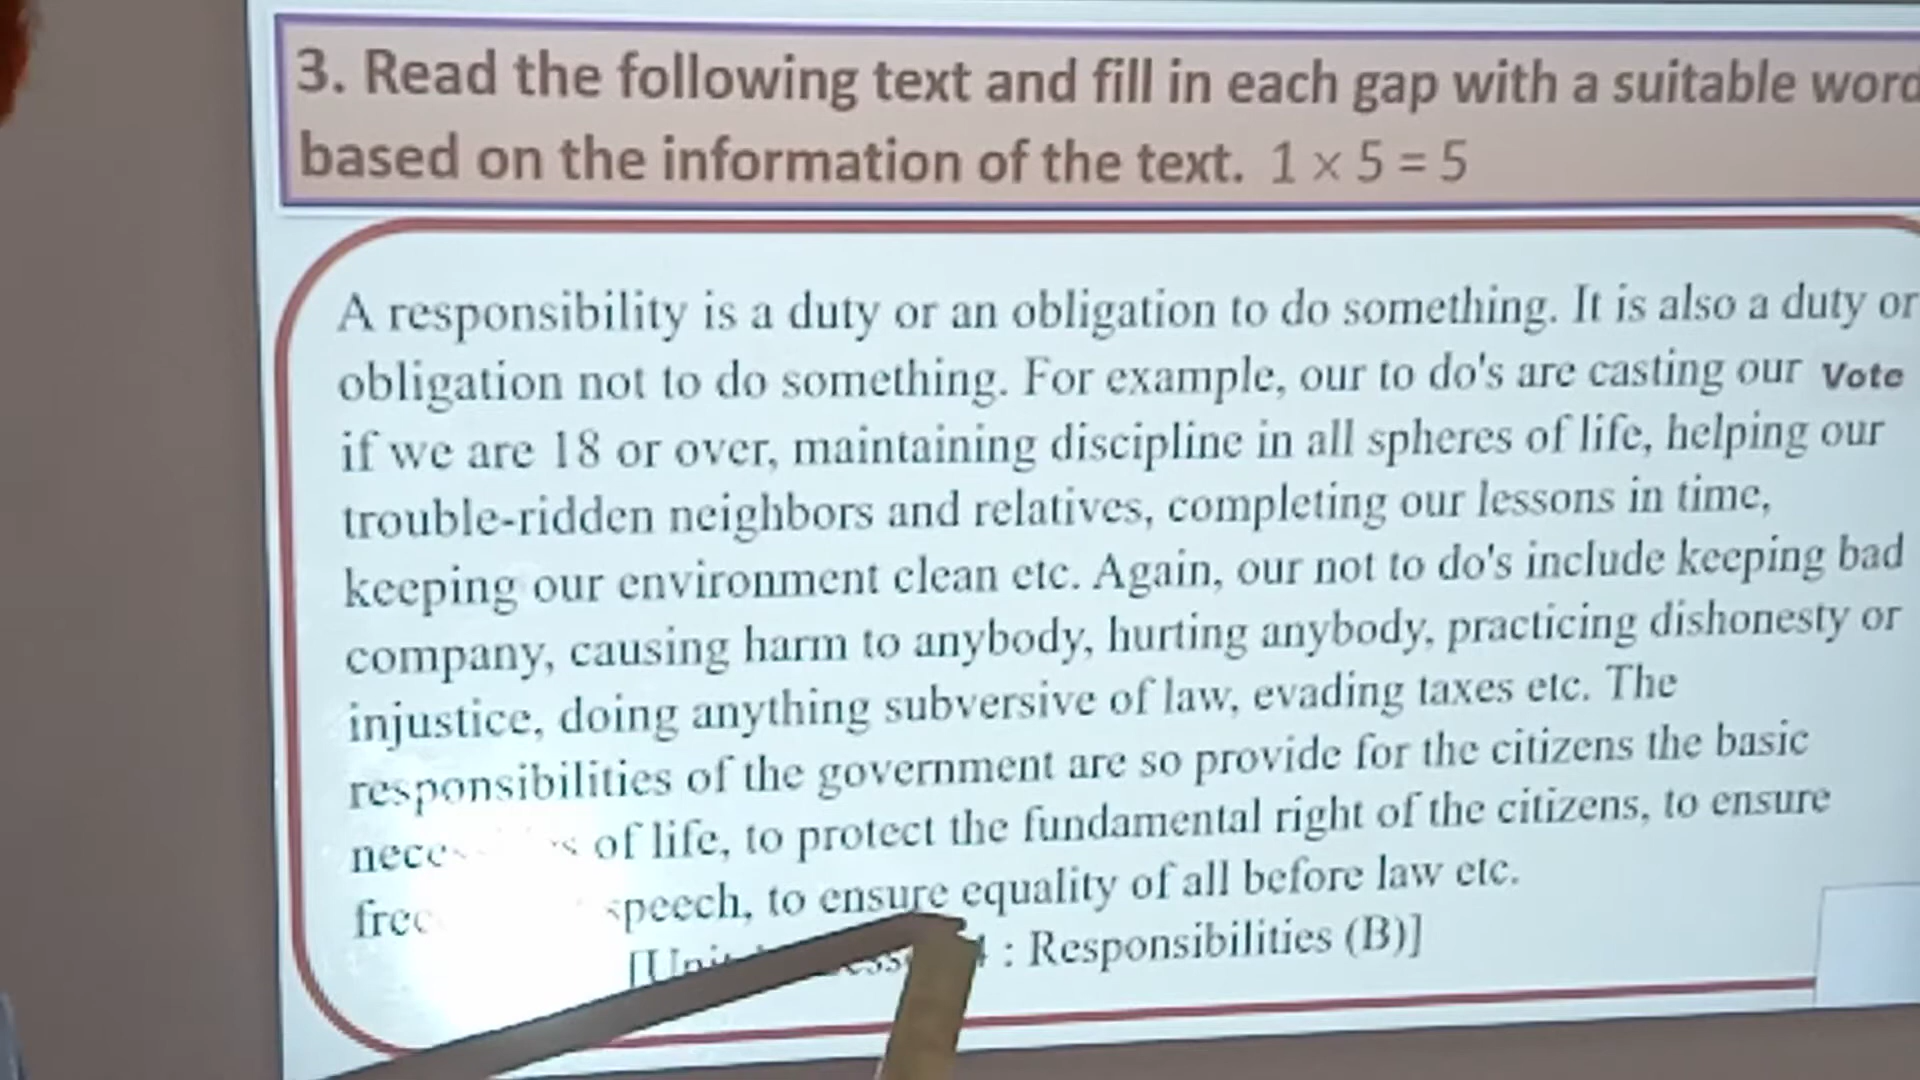 3. Read the following text and fill in each gap with a suitable word
based on the information of the text. 1 × 5 = 5
A responsibility is a duty or an obligation to do something. It is also a duty or
obligation not to do something. For example, our to do's are casting our Vote
if we are 18 or over, maintaining discipline in all spheres of life, helping our
trouble-ridden neighbors and relatives, completing our lessons in time,
keeping our environment clean etc. Again, our not to do's include keeping bad
company, causing harm to anybody, hurting anybody, practicing dishonesty or
injustice, doing anything subversive of law, evading taxes etc. The
responsibilities of the government are so provide for the citizens the basic
of life, to protect the fundamental right of the citizens, to ensure
speech, to ensure equality of all before law etc.
: Responsibilities (B)]